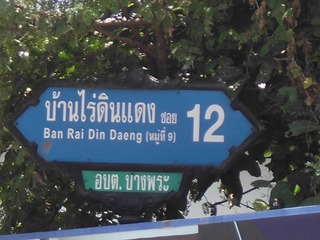 บ้านไร่ดินแดง ซอย 12
Ban Rai Din Daeng (หมู่ที่ 9)
อบต. บางพระ